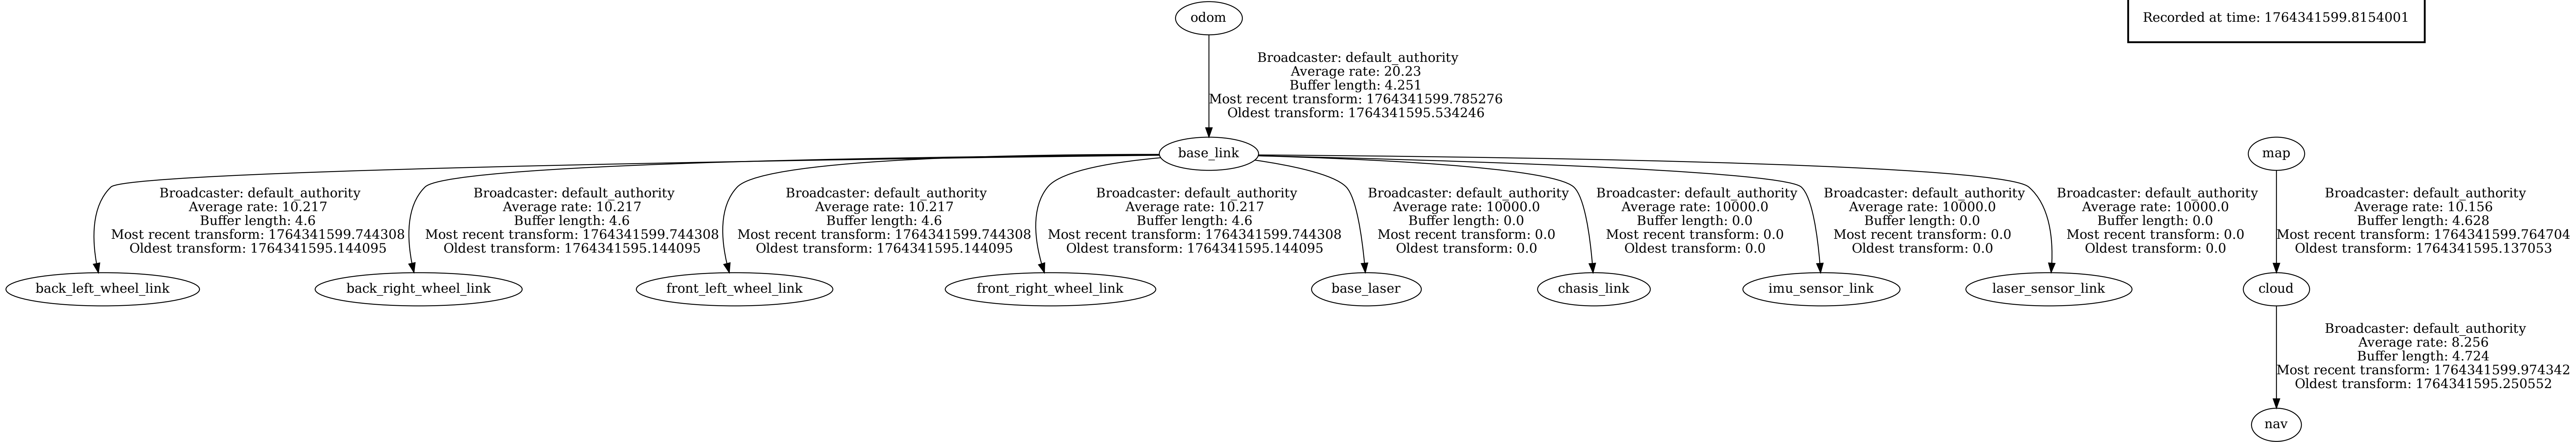 odom
Recorded at time: 1764341599.8154001
Broadcaster: default_authority
Average rate: 20.23
Buffer length: 4.251
Most recent transform: 1764341599.785276
Oldest transform: 1764341595.534246
base_link
map
Broadcaster: default_authority
Average rate: 10.217
Buffer length: 4.6
Most recent transform: 1764341599.744308
Oldest transform: 1764341595.144095
Broadcaster: default_authority
Average rate: 10.217
Buffer length: 4.6
Most recent transform: 1764341599.744308
Oldest transform: 1764341595.144095
Broadcaster: default_authority
Average rate: 10.217
Buffer length: 4.6
Most recent transform: 1764341599.744308
Oldest transform: 1764341595.144095
Broadcaster: default_authority
Average rate: 10.217
Buffer length: 4.6
Most recent transform: 1764341599.744308
Oldest transform: 1764341595.144095
Broadcaster: default_authority
Average rate: 10000.0
Buffer length: 0.0
Most recent transform: 0.0
Oldest transform: 0.0
Broadcaster: default_authority
Average rate: 10000.0
Buffer length: 0.0
Most recent transform: 0.0
Oldest transform: 0.0
Broadcaster: default_authority
Average rate: 10000.0
Buffer length: 0.0
Most recent transform: 0.0
Oldest transform: 0.0
Broadcaster: default_authority
Average rate: 10000.0
Buffer length: 0.0
Most recent transform: 0.0
Oldest transform: 0.0
Broadcaster: default_authority
Average rate: 10.156
Buffer length: 4.628
Most recent transform: 1764341599.764704
Oldest transform: 1764341595.137053
back_left_wheel_link
back_right_wheel_link
front_left_wheel_link
front_right_wheel_link
base_laser
chasis_link
imu_sensor_link
laser_sensor_link
cloud
Broadcaster: default_authority
Average rate: 8.256
Buffer length: 4.724
Most recent transform: 1764341599.974342
Oldest transform: 1764341595.250552
nav